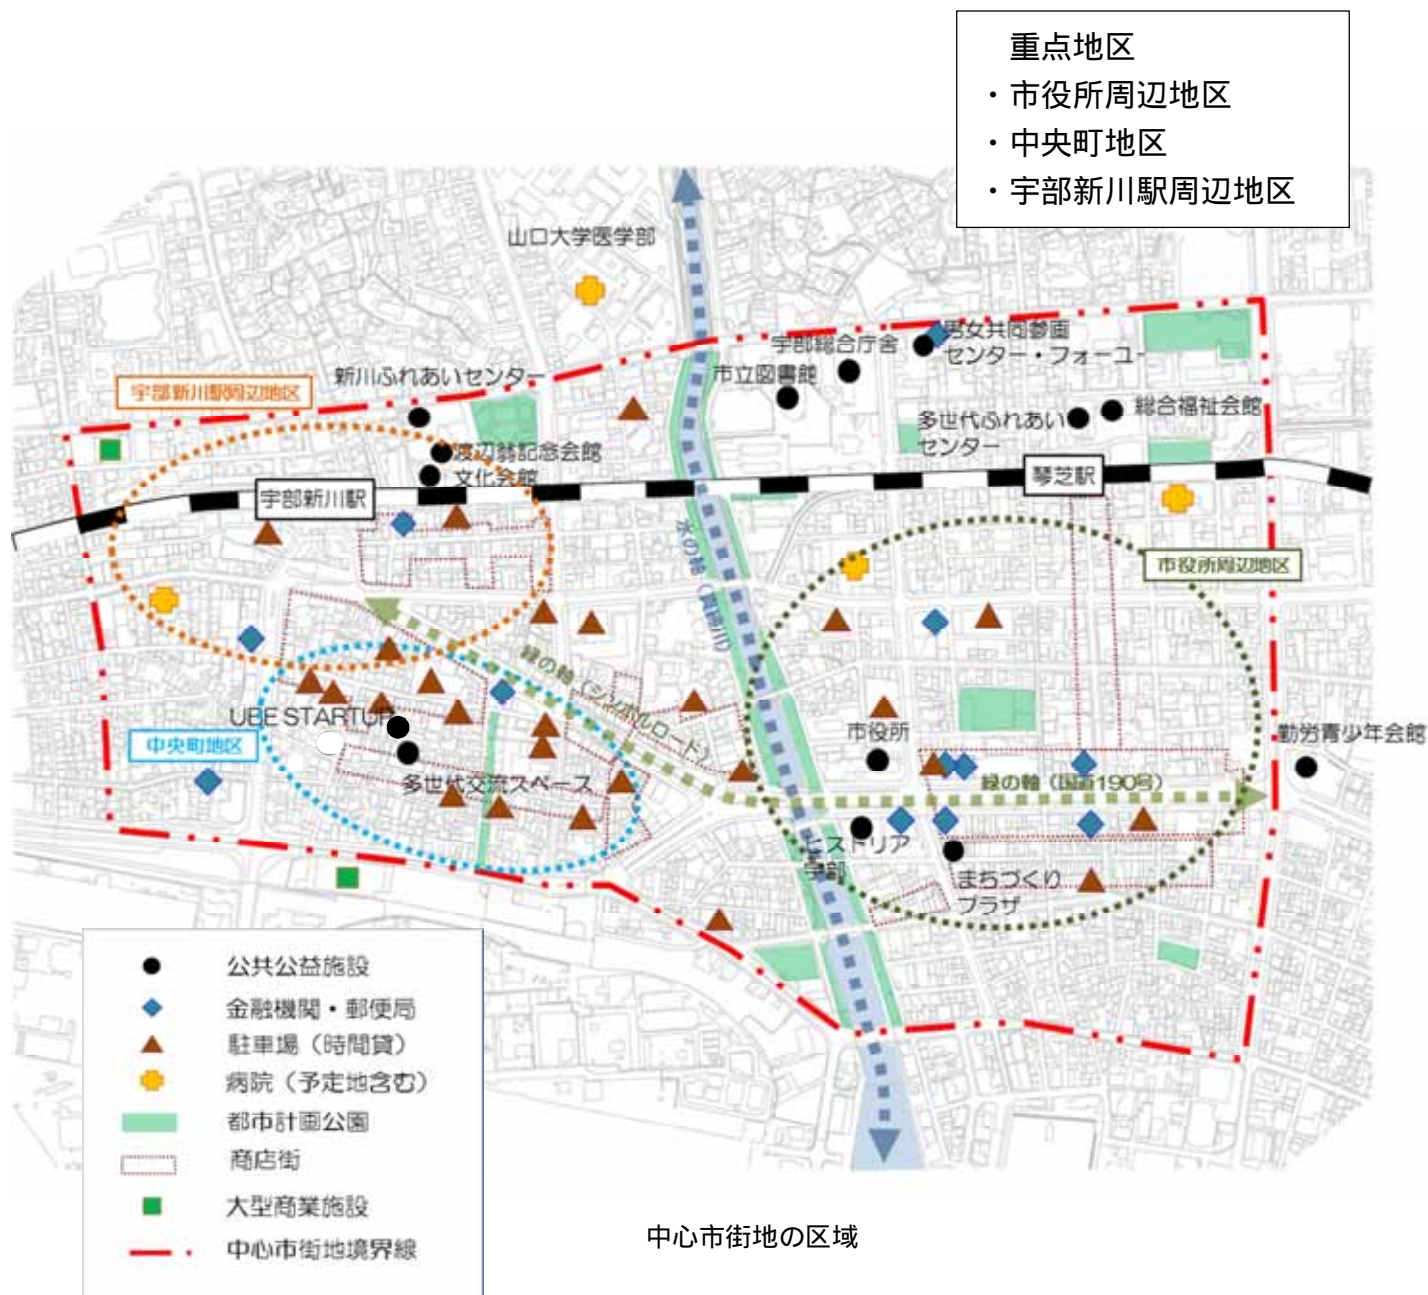 重点地区
・市役所周辺地区
・中央町地区
・宇部新川駅周辺地区
山口大学医学部
宇部総合庁舎
男女共同参画
センター・フォーユー
市立図書館
新川ふれあいセンター
宇部新川駅周辺地区
総合福祉会館
多世代ふれあい
センター
渡辺翁記念会館
文化会館
宇部新川駅
琴芝駅
市役所周辺地区
水の軸（真締川）
緑の軸（シンボルロード）
UBE STARTUP
中央町地区
市役所
勤労青少年会館
多世代交流スペース
緑の軸（国道190号）
ヒストリア
宇部
まちづくり
プラザ
公共公益施設
金融機関・郵便局
駐車場（時間貸）
病院（予定地含む）
都市計画公園
商店街
大型商業施設
中心市街地境界線
中心市街地の区域